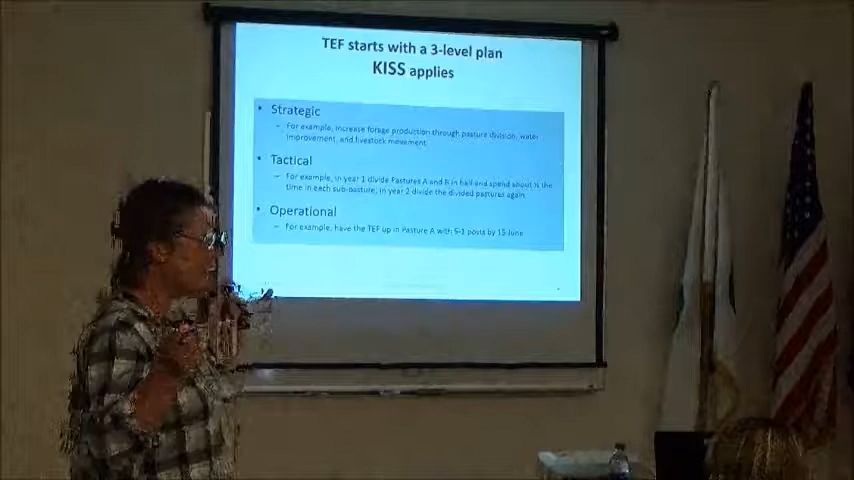 TEF starts with a 3-level plan
KISS applies
• Strategic
– For example, increase forage production through pasture division, water
improvement, and livestock movement.
• Tactical
– For example, in year 1 divide Pastures A and B in half and spend about ½ the
time in each sub-pasture; in year 2 divide the divided pastures again.
• Operational
– For example, have the TEF up in Pasture A with 5-1 posts by 15 June